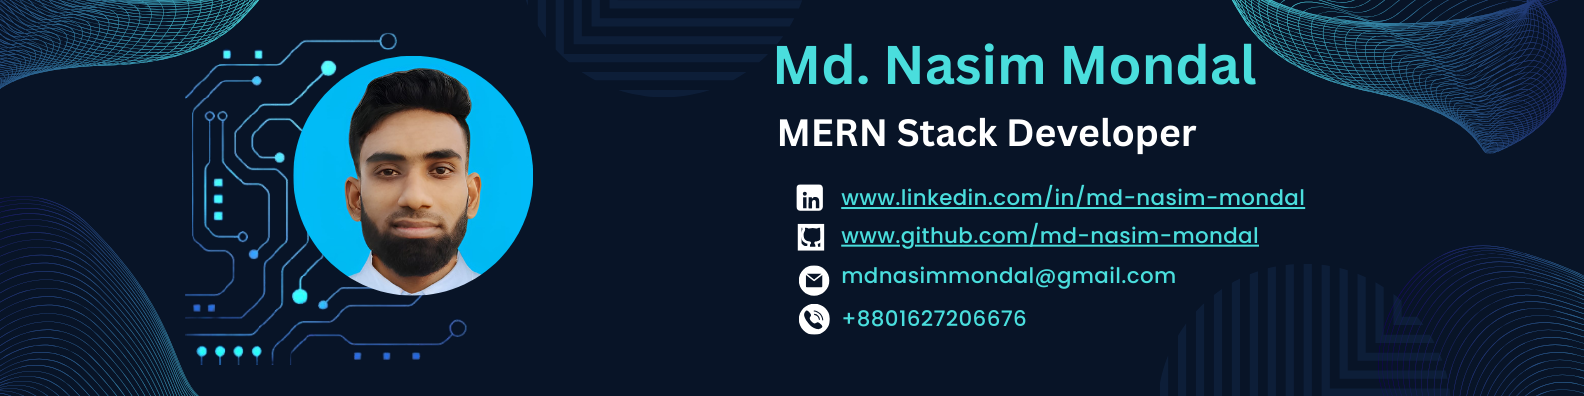 Md. Nasim Mondal
MERN Stack Developer
www.linkedin.com/in/md-nasim-mondal
www.github.com/md-nasim-mondal
mdnasimmondal@gmail.com
+8801627206676